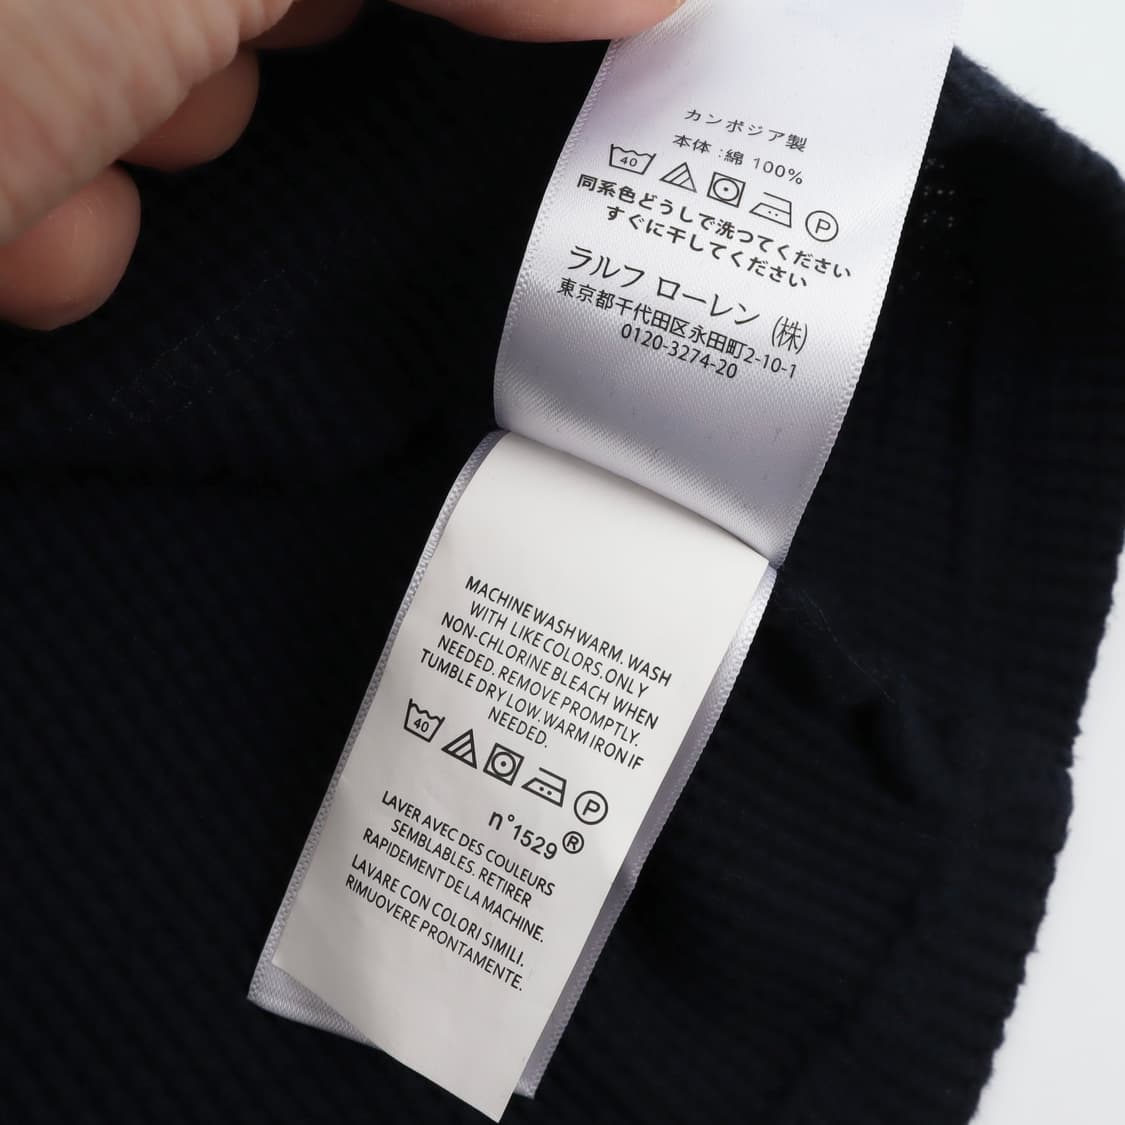 カンボジア製
本体:綿 100%
40
P
同系色どうしで洗つてください
すぐに干してください
ラルフ ローレン (株)
東京都千代田区永田町2-10-1
0120-3274-20
MACHINE WASH WARM. WASH
WITH LIKE COLORS. ONLY
NON-CHLORINE BLEACH WHEN
NEEDED. REMOVE PROMPTLY.
TUMBLE DRY LOW. WARM IRON IF
NEEDED.
40
P
n°1529®
LAVER AVEC DES COULEURS
SEMBLABLES. RETIRER
RAPIDEMENT DE LA MACHINE.
LAVARE CON COLORI SIMILI.
RIMUOVERE PRONTAMENTE.